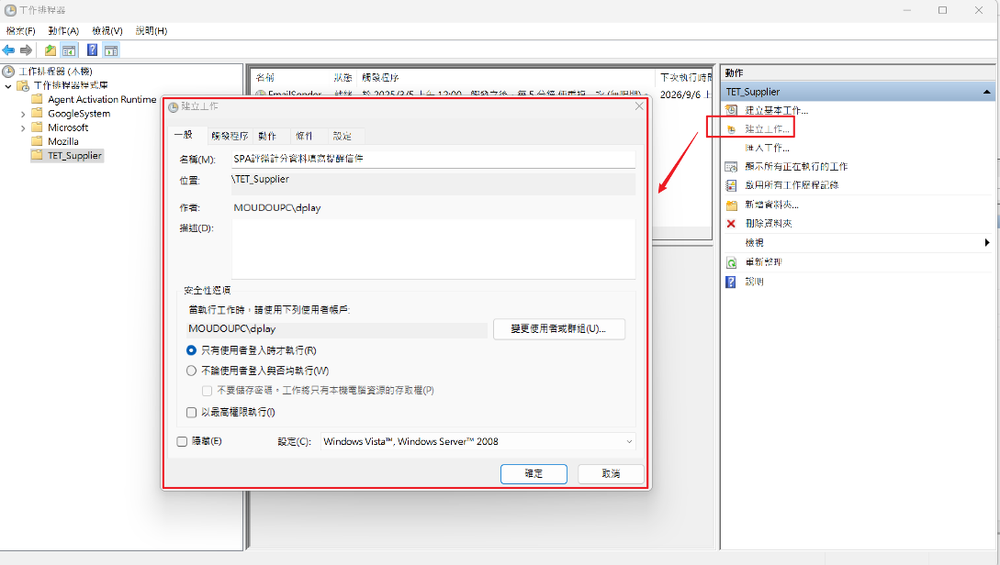 工作排程器
檔案(F) 動作(A) 檢視(V) 說明(H)
工作排程器 (本機)
工作排程器程式庫
Agent Activation Runtime
GoogleSystem
Microsoft
Mozilla
TET_Supplier
名稱 狀態 觸發程序 下次執行時間
EmailSender 就緒 於 2025/3/5 上午 12:00 觸發之後,每 5 分鐘 重複一次 (無限期) 2026/9/6 上
建立工作
一般 觸發程序 動作 條件 設定
名稱(M): SPA評鑑計分資料填寫提醒信件
位置: \TET_Supplier
作者: MOUDOUPC\dplay
描述(D):
安全性選項
當執行工作時,請使用下列使用者帳戶:
MOUDOUPC\dplay 變更使用者或群組(U)...
只有使用者登入時才執行(R)
不論使用者登入與否均執行(W)
不要儲存密碼。工作將只有本機電腦資源的存取權(P)
以最高權限執行(I)
隱藏(E) 設定(C): Windows Vista™, Windows Server™ 2008
確定 取消
動作
TET_Supplier
建立基本工作...
建立工作...
匯入工作...
顯示所有正在執行的工作
啟用所有工作歷程記錄
新增資料夾...
刪除資料夾
檢視
重新整理
說明